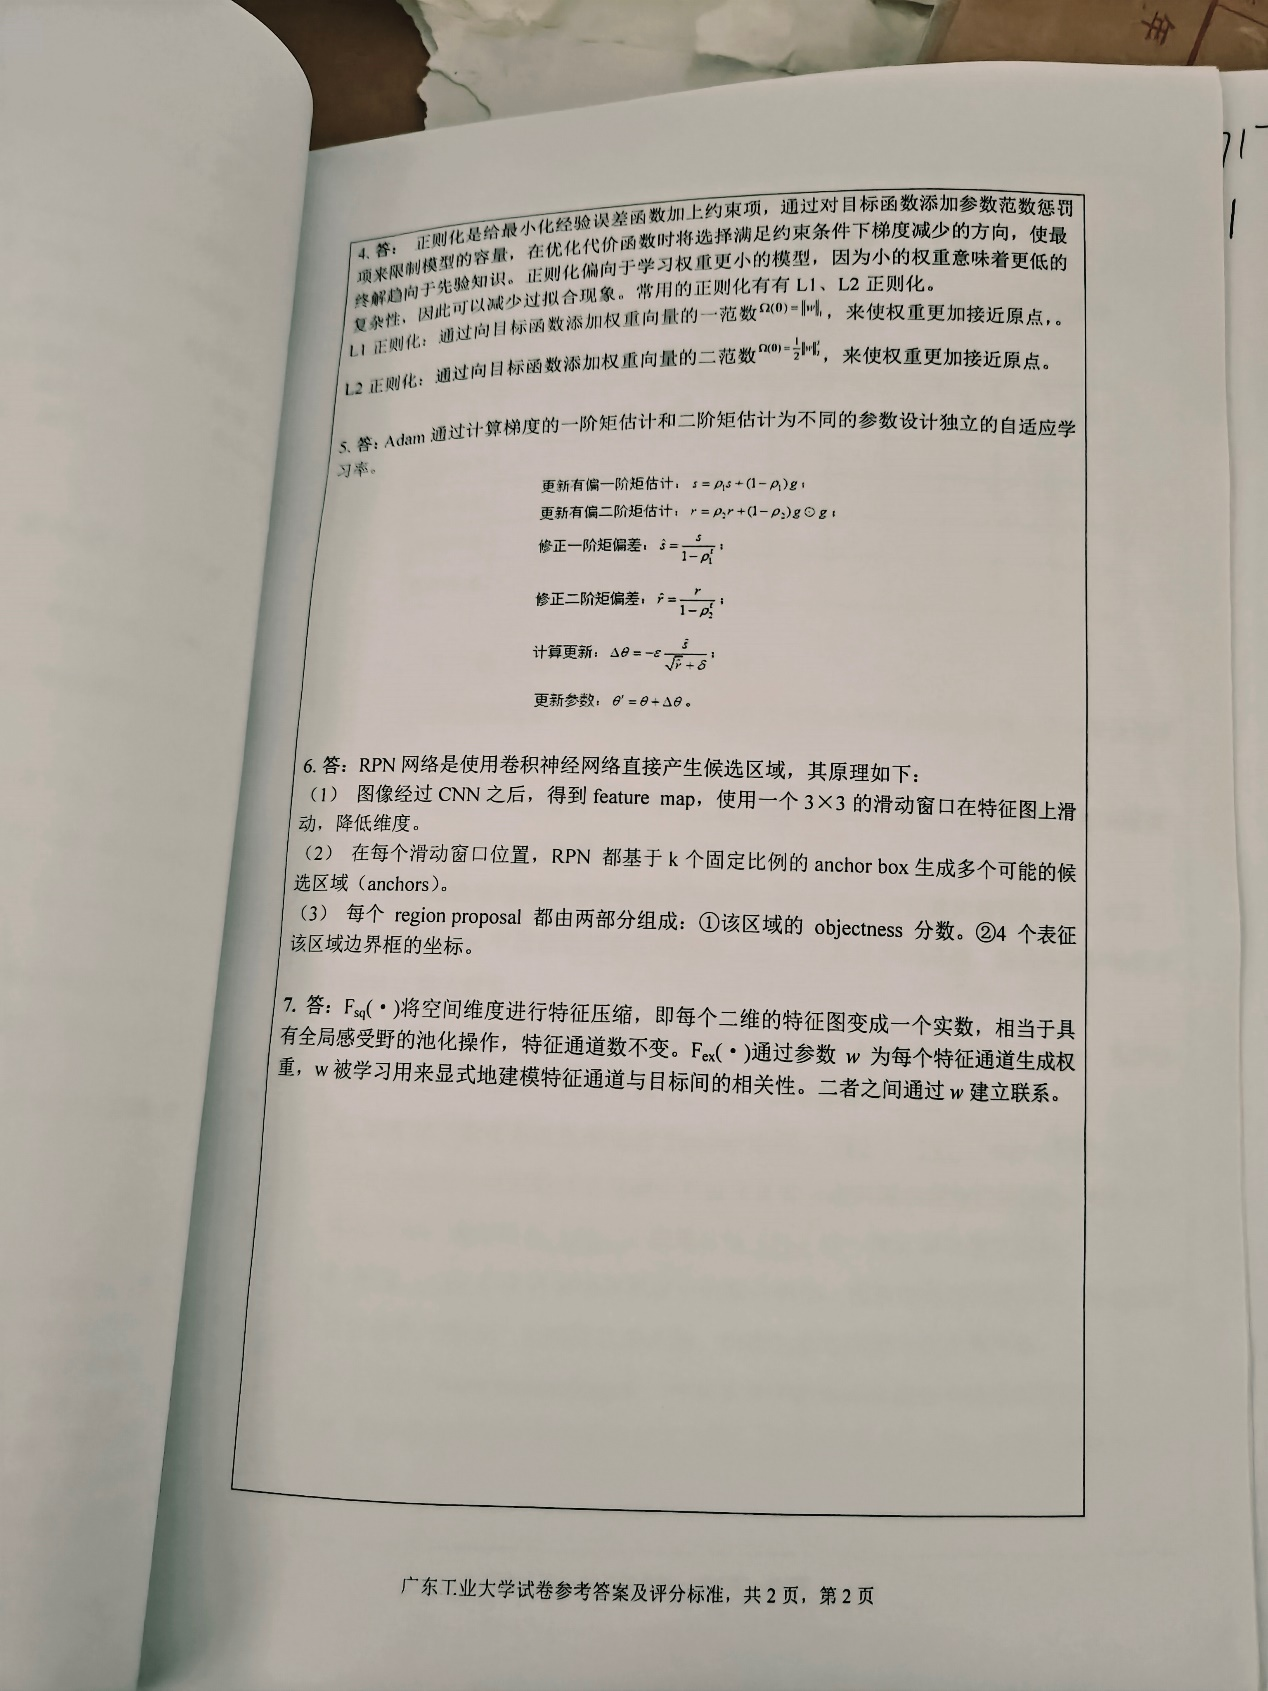 年
4. 答： 正则化是给最小化经验误差函数加上约束项，通过对目标函数添加参数范数惩罚
项来限制模型的容量，在优化代价函数时将选择满足约束条件下梯度减少的方向，使最
终解趋向于先验知识。正则化偏向于学习权重更小的模型，因为小的权重意味着更低的
复杂性，因此可以减少过拟合现象。常用的正则化有有 L1、L2 正则化。
L1 正则化：通过向目标函数添加权重向量的一范数 Ω(θ)=‖w‖₁，来使权重更加接近原点，。
L2 正则化：通过向目标函数添加权重向量的二范数 Ω(θ)=½‖w‖₂²，来使权重更加接近原点。
5. 答：Adam 通过计算梯度的一阶矩估计和二阶矩估计为不同的参数设计独立的自适应学
习率。
更新有偏一阶矩估计：s = ρ₁s + (1−ρ₁)g；
更新有偏二阶矩估计：r = ρ₂r + (1−ρ₂)g⊙g；
修正一阶矩偏差：ŝ = s/(1−ρ₁ᵗ)；
修正二阶矩偏差：r̂ = r/(1−ρ₂ᵗ)；
计算更新：Δθ = −ε ŝ/(√r̂ + δ)；
更新参数：θ′ = θ + Δθ。
6. 答：RPN 网络是使用卷积神经网络直接产生候选区域，其原理如下：
（1） 图像经过 CNN 之后，得到 feature map，使用一个 3×3 的滑动窗口在特征图上滑
动，降低维度。
（2） 在每个滑动窗口位置，RPN 都基于 k 个固定比例的 anchor box 生成多个可能的候
选区域（anchors）。
（3） 每个 region proposal 都由两部分组成：①该区域的 objectness 分数。②4 个表征
该区域边界框的坐标。
7. 答：Fsq(·)将空间维度进行特征压缩，即每个二维的特征图变成一个实数，相当于具
有全局感受野的池化操作，特征通道数不变。Fex(·)通过参数 w 为每个特征通道生成权
重，w 被学习用来显式地建模特征通道与目标间的相关性。二者之间通过 w 建立联系。
广东工业大学试卷参考答案及评分标准，共 2 页，第 2 页